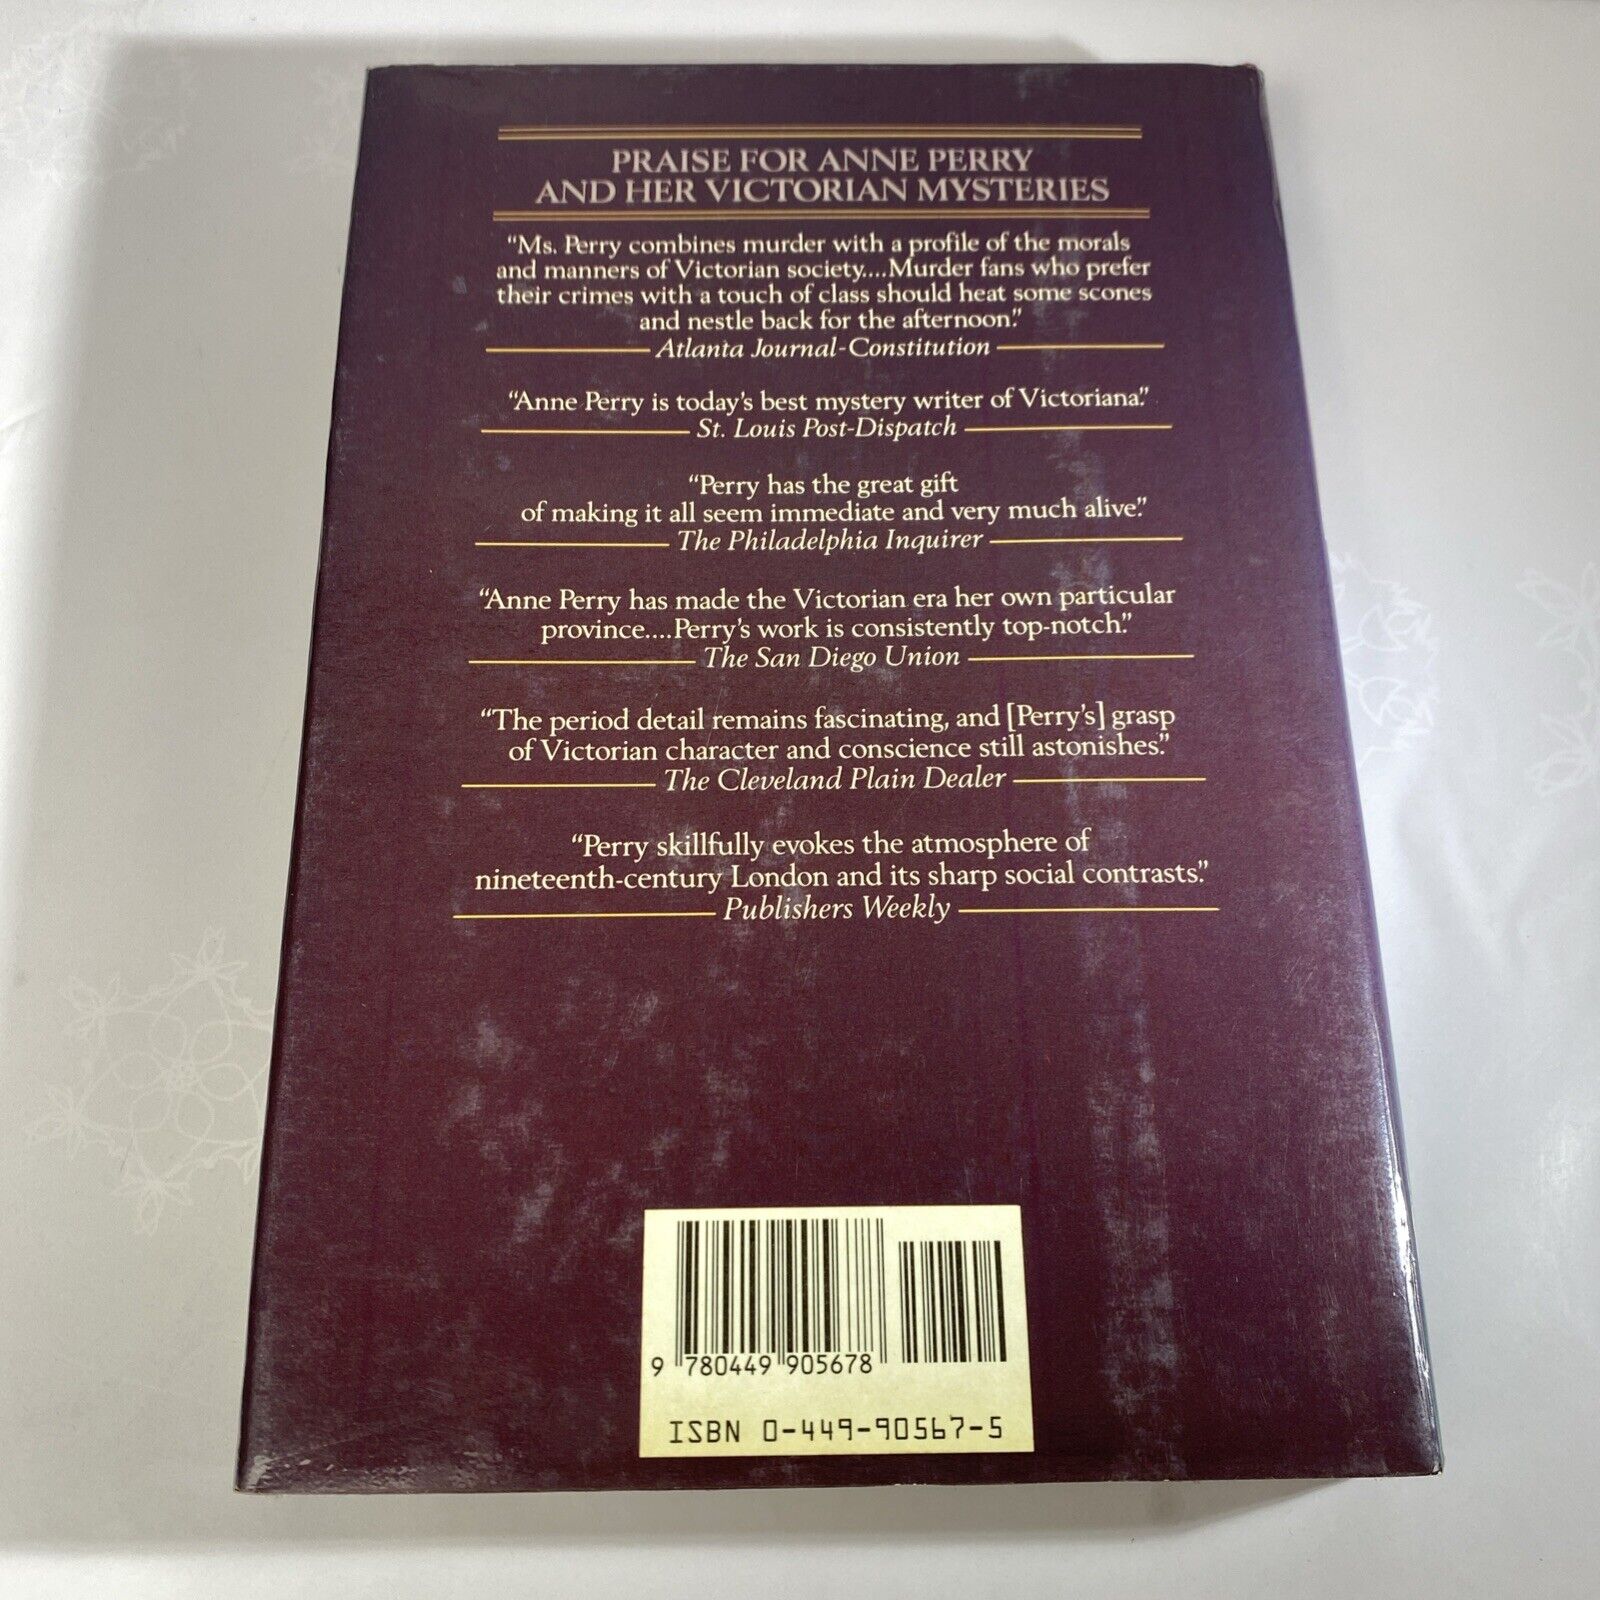 PRAISE FOR ANNE PERRY
AND HER VICTORIAN MYSTERIES
“Ms. Perry combines murder with a profile of the morals
and manners of Victorian society....Murder fans who prefer
their crimes with a touch of class should heat some scones
and nestle back for the afternoon.”
Atlanta Journal-Constitution
“Anne Perry is today's best mystery writer of Victoriana.”
St. Louis Post-Dispatch
“Perry has the great gift
of making it all seem immediate and very much alive.”
The Philadelphia Inquirer
“Anne Perry has made the Victorian era her own particular
province....Perry's work is consistently top-notch.”
The San Diego Union
“The period detail remains fascinating, and [Perry's] grasp
of Victorian character and conscience still astonishes.”
The Cleveland Plain Dealer
“Perry skillfully evokes the atmosphere of
nineteenth-century London and its sharp social contrasts.”
Publishers Weekly
9 780449 905678
ISBN 0-449-90567-5